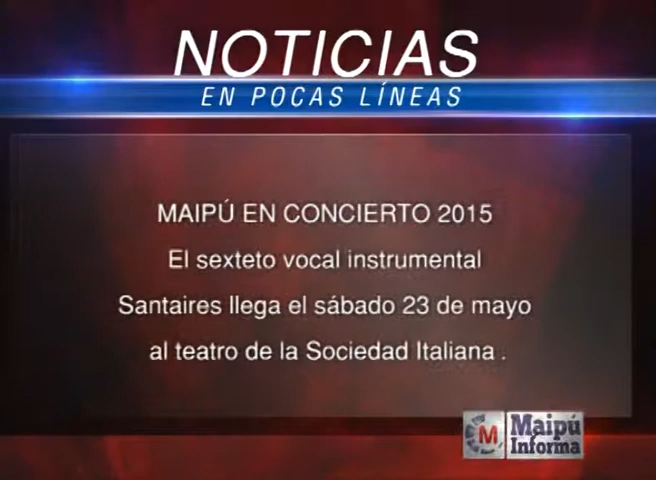 NOTICIAS
EN POCAS LÍNEAS
MAIPÚ EN CONCIERTO 2015
El sexteto vocal instrumental
Santaires llega el sábado 23 de mayo
al teatro de la Sociedad Italiana .
M Maipú
Informa